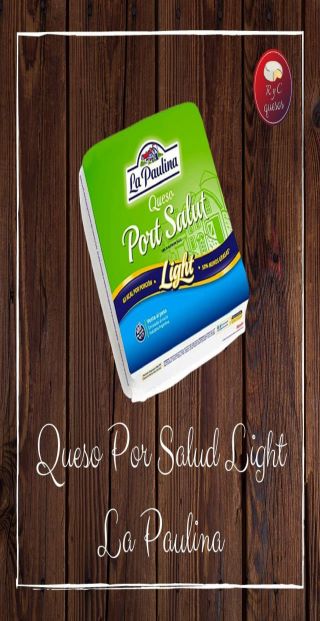 R y C
quesos
La Paulina
Queso
Port Salut
Light
Queso Por Salud Light
La Paulina